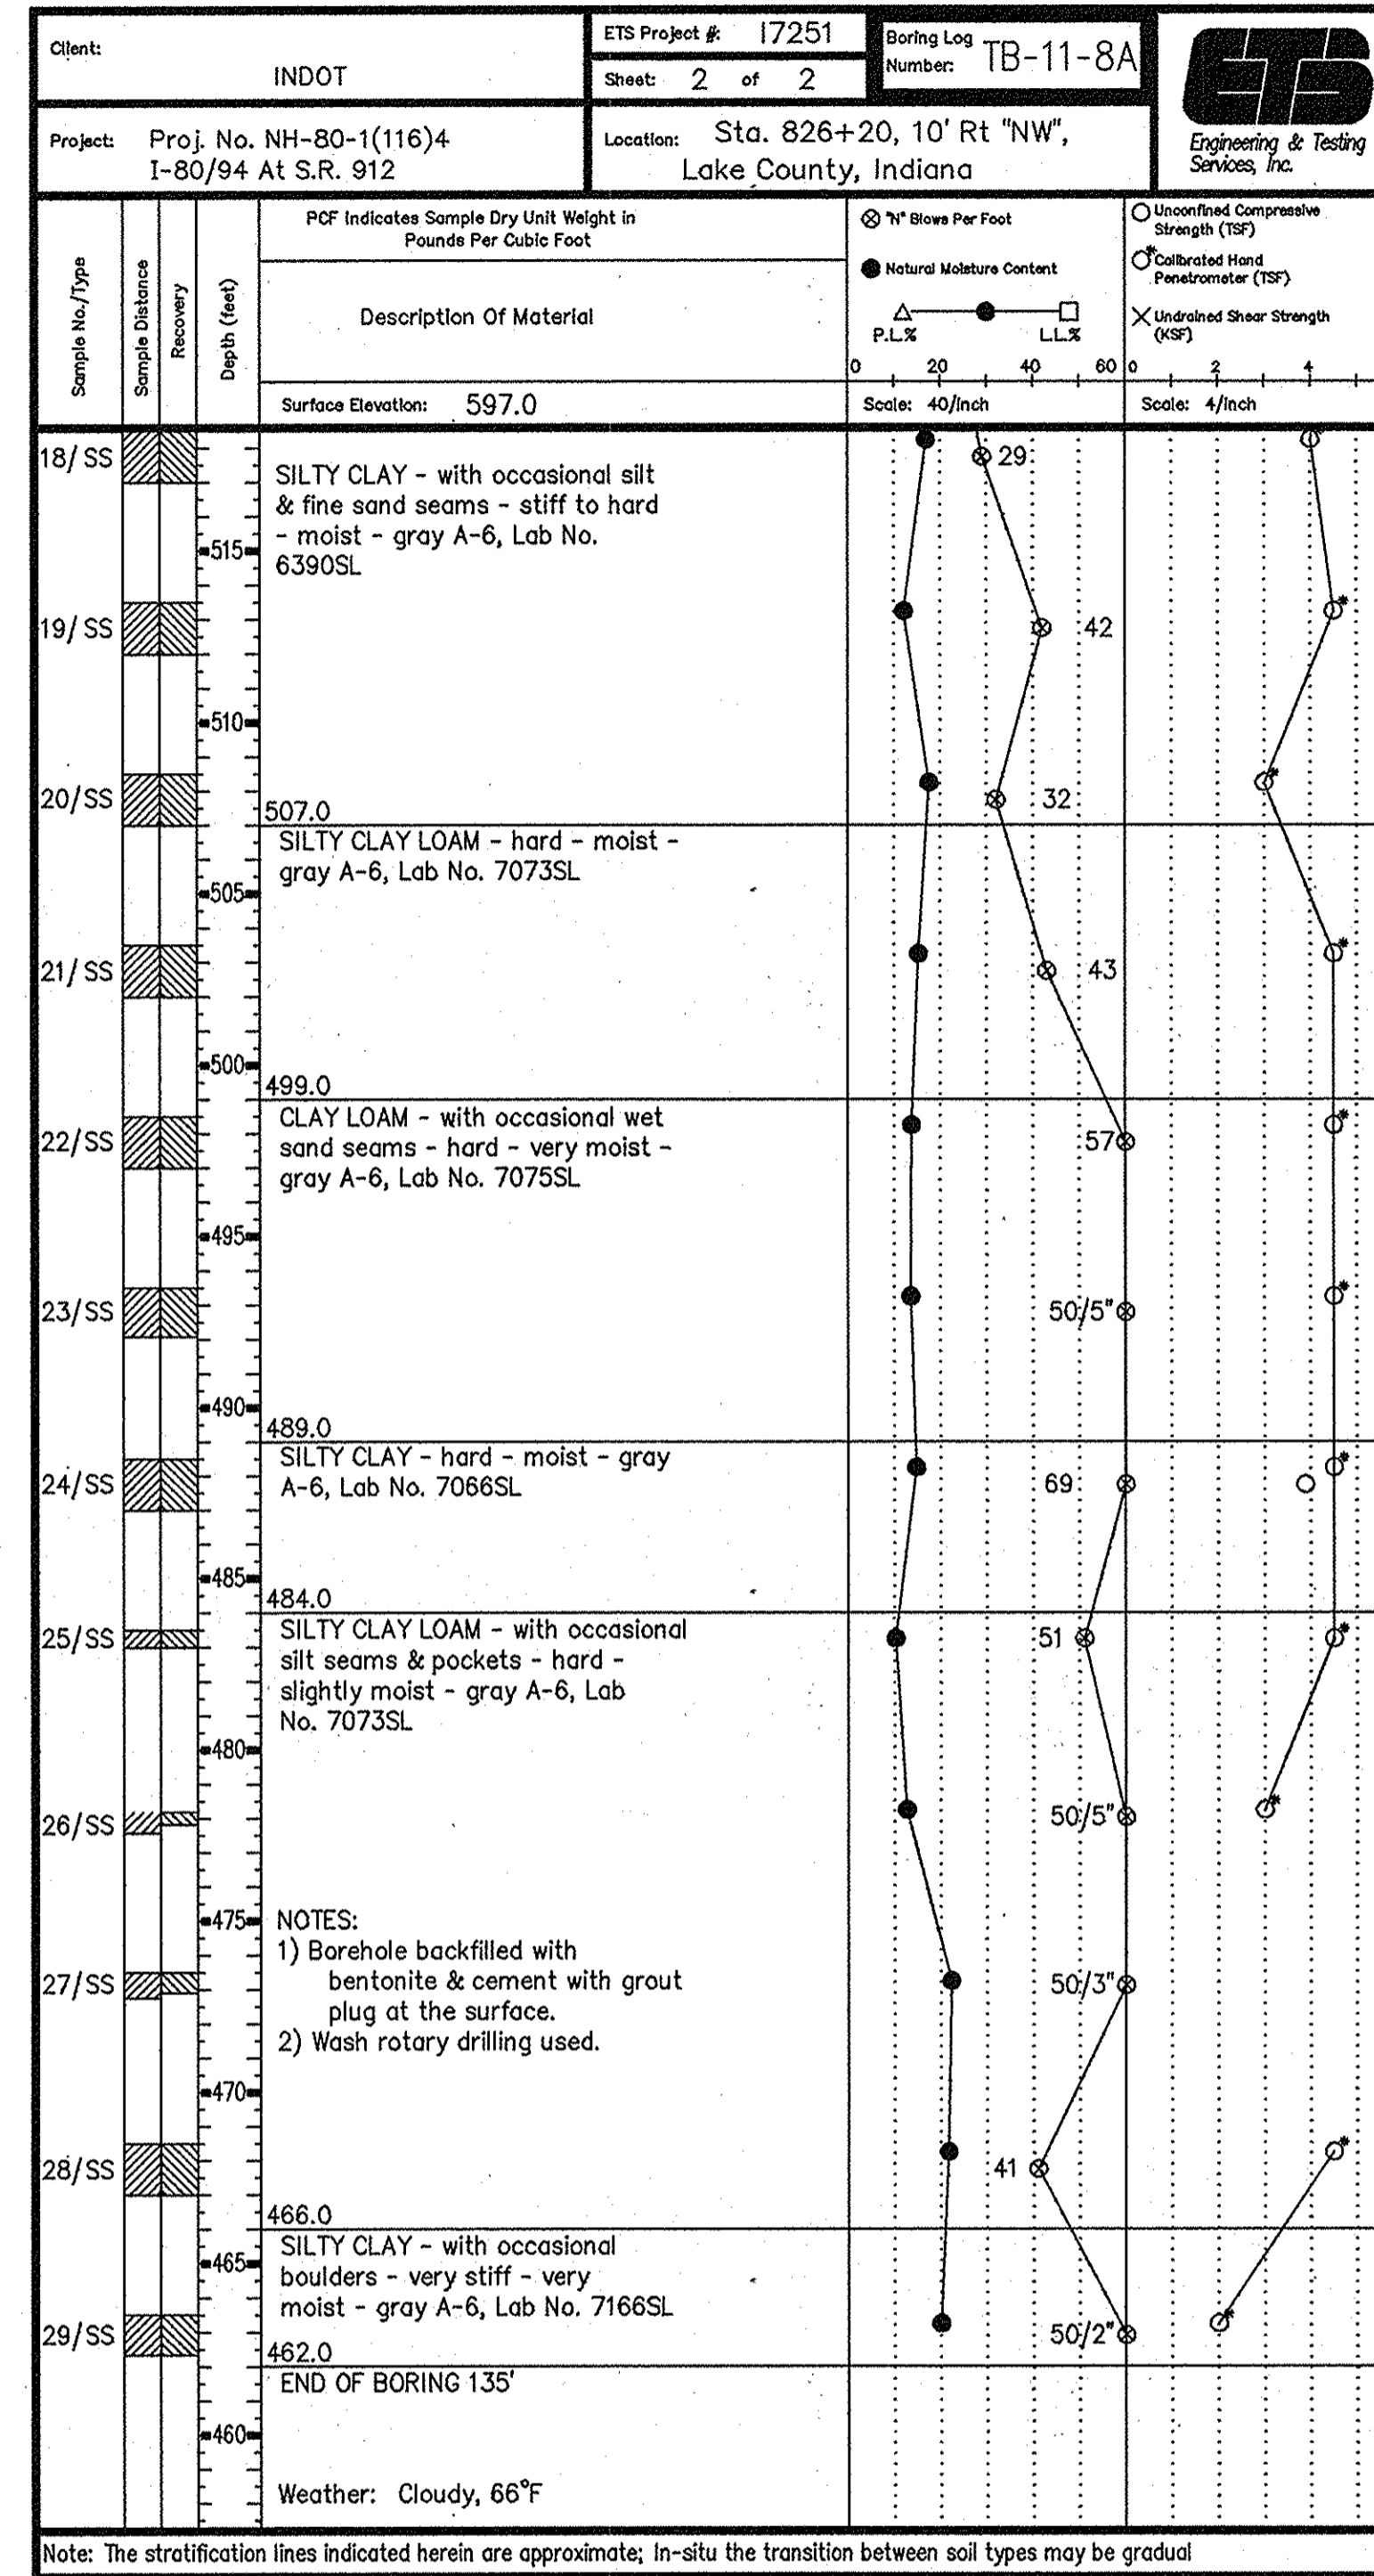 Client:
INDOT
ETS Project #: 17251
Sheet: 2 of 2
Boring Log
Number: TB-11-8A
ETS
Engineering & Testing
Services, Inc.
Project: Proj. No. NH-80-1(116)4
I-80/94 At S.R. 912
Location: Sta. 826+20, 10' Rt "NW",
Lake County, Indiana
Sample No./Type
Sample Distance
Recovery
Depth (feet)
PCF Indicates Sample Dry Unit Weight in
Pounds Per Cubic Foot
Description Of Material
Surface Elevation: 597.0
"N" Blows Per Foot
Natural Moisture Content
P.L.% L.L.%
0 20 40 60
Scale: 40/Inch
Unconfined Compressive
Strength (TSF)
* Calibrated Hand
Penetrometer (TSF)
Undrained Shear Strength
(KSF)
0 2 4
Scale: 4/Inch
18/SS
29
SILTY CLAY - with occasional silt
& fine sand seams - stiff to hard
- moist - gray A-6, Lab No.
6390SL
515
19/SS
42
510
20/SS
32
507.0
SILTY CLAY LOAM - hard - moist -
gray A-6, Lab No. 7073SL
505
21/SS
43
500
499.0
CLAY LOAM - with occasional wet
sand seams - hard - very moist -
gray A-6, Lab No. 7075SL
22/SS
57
495
23/SS
50/5"
490
489.0
SILTY CLAY - hard - moist - gray
A-6, Lab No. 7066SL
24/SS
69
485
484.0
SILTY CLAY LOAM - with occasional
silt seams & pockets - hard -
slightly moist - gray A-6, Lab
No. 7073SL
25/SS
51
480
26/SS
50/5"
475
NOTES:
1) Borehole backfilled with
bentonite & cement with grout
plug at the surface.
2) Wash rotary drilling used.
27/SS
50/3"
470
28/SS
41
466.0
SILTY CLAY - with occasional
boulders - very stiff - very
moist - gray A-6, Lab No. 7166SL
465
29/SS
50/2"
462.0
END OF BORING 135'
460
Weather: Cloudy, 66°F
Note: The stratification lines indicated herein are approximate; In-situ the transition between soil types may be gradual